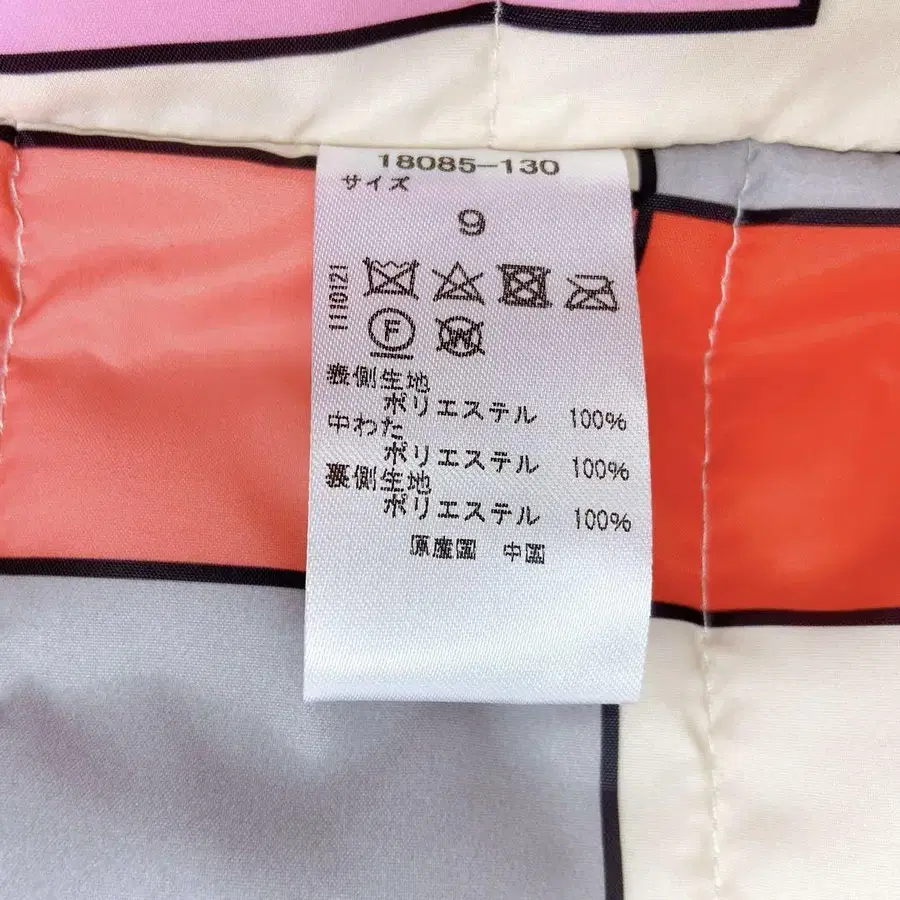 18085-130
サイズ
9
1110121
F
W
表側生地
ポリエステル 100%
中わた
ポリエステル 100%
裏側生地
ポリエステル 100%
原産国 中国